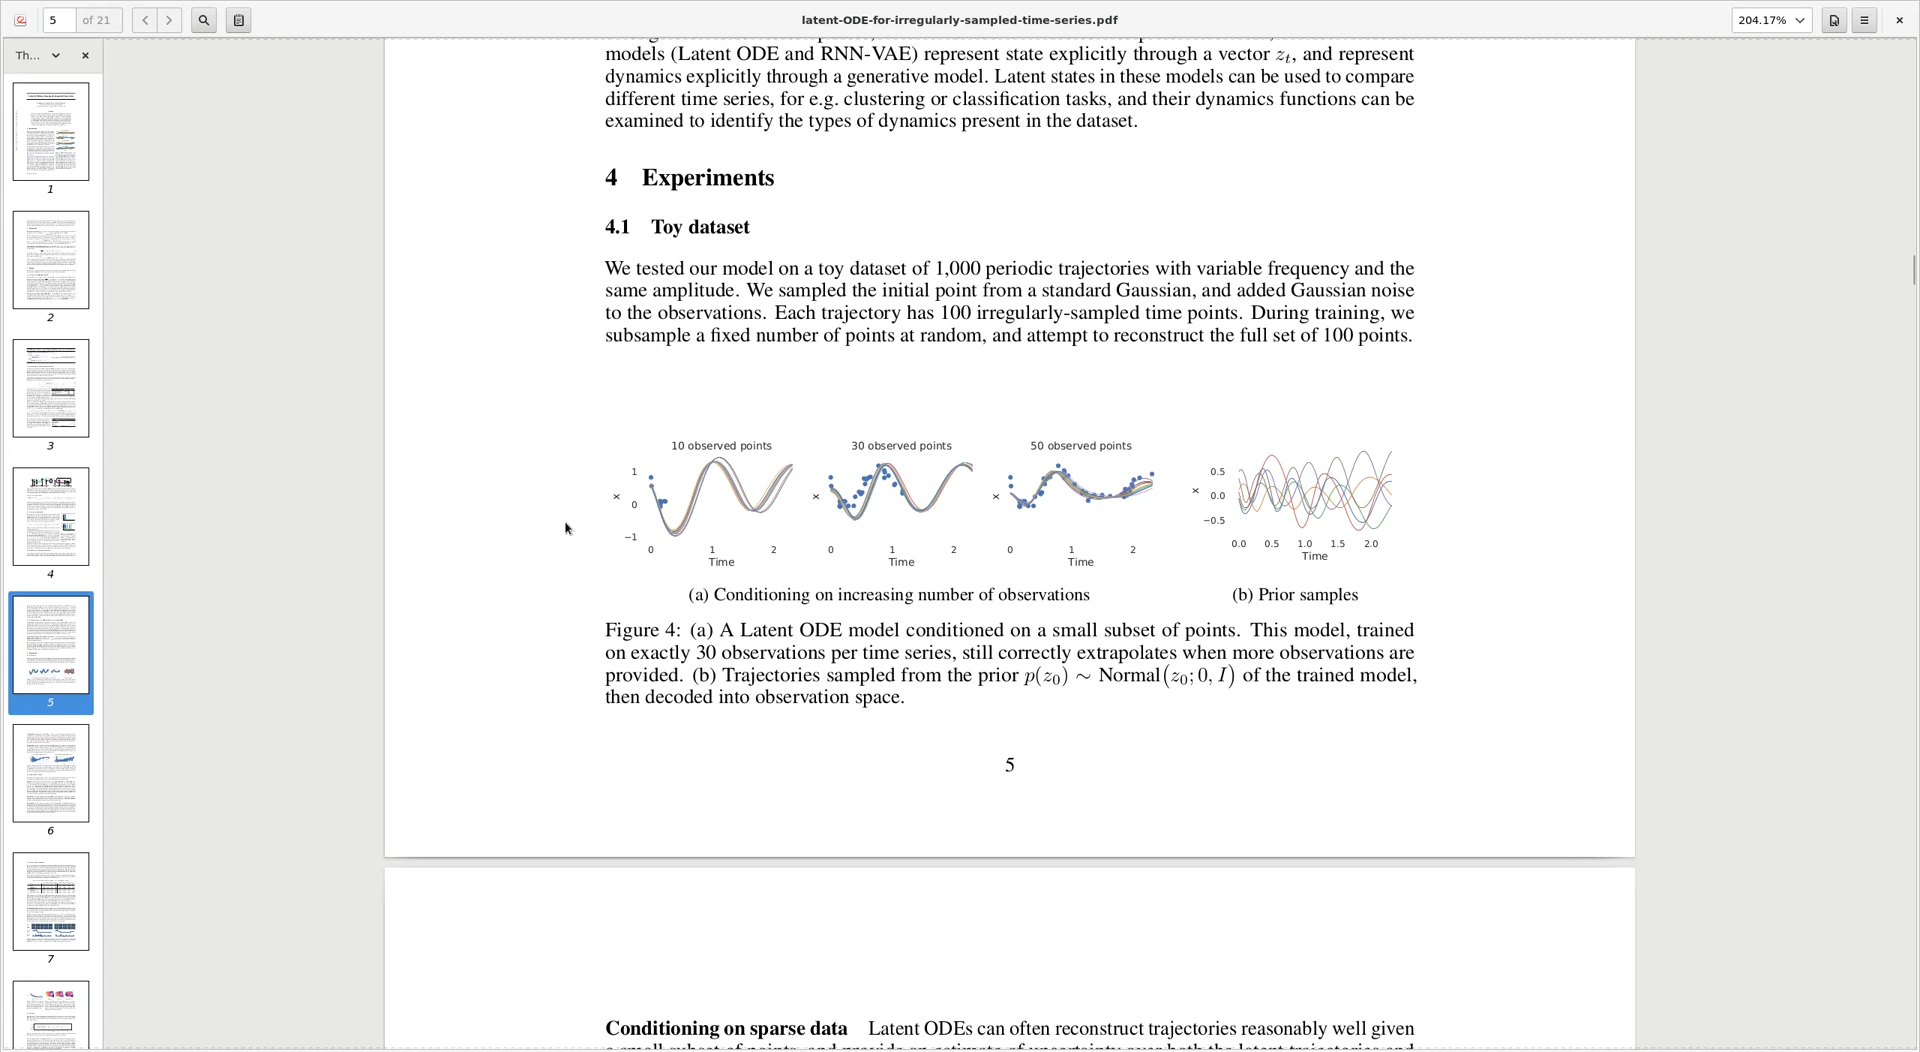 5 of 21
latent-ODE-for-irregularly-sampled-time-series.pdf
204.17%
Th...
1
2
3
4
5
6
7
models (Latent ODE and RNN-VAE) represent state explicitly through a vector z_t, and represent
dynamics explicitly through a generative model. Latent states in these models can be used to compare
different time series, for e.g. clustering or classification tasks, and their dynamics functions can be
examined to identify the types of dynamics present in the dataset.
4 Experiments
4.1 Toy dataset
We tested our model on a toy dataset of 1,000 periodic trajectories with variable frequency and the
same amplitude. We sampled the initial point from a standard Gaussian, and added Gaussian noise
to the observations. Each trajectory has 100 irregularly-sampled time points. During training, we
subsample a fixed number of points at random, and attempt to reconstruct the full set of 100 points.
10 observed points
x
1
0
−1
0 1 2
Time
30 observed points
x
0 1 2
Time
50 observed points
x
0 1 2
Time
x
0.5
0.0
−0.5
0.0 0.5 1.0 1.5 2.0
Time
(a) Conditioning on increasing number of observations
(b) Prior samples
Figure 4: (a) A Latent ODE model conditioned on a small subset of points. This model, trained
on exactly 30 observations per time series, still correctly extrapolates when more observations are
provided. (b) Trajectories sampled from the prior p(z_0) ∼ Normal(z_0; 0, I) of the trained model,
then decoded into observation space.
5
Conditioning on sparse data Latent ODEs can often reconstruct trajectories reasonably well given